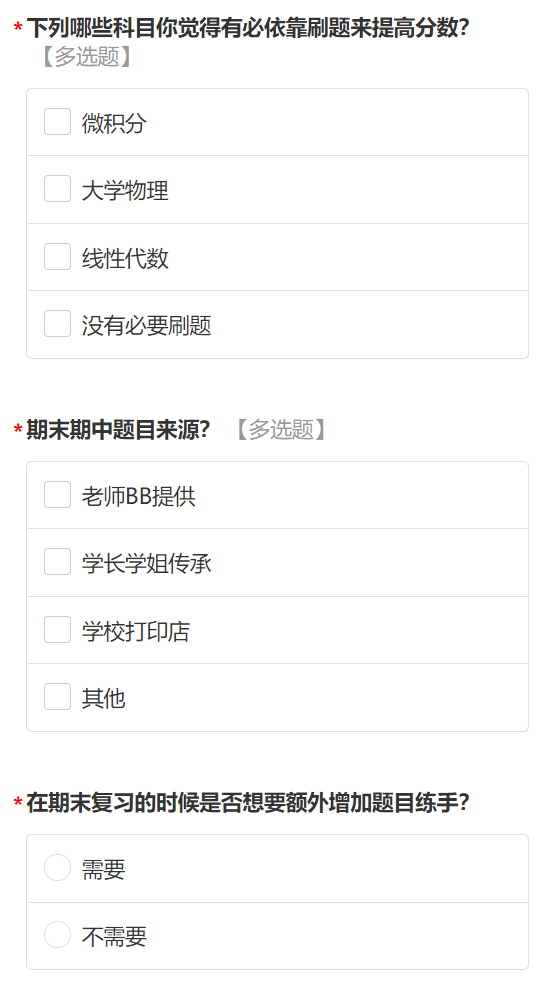 *下列哪些科目你觉得有必依靠刷题来提高分数?
【多选题】
微积分
大学物理
线性代数
没有必要刷题
*期末期中题目来源? 【多选题】
老师BB提供
学长学姐传承
学校打印店
其他
*在期末复习的时候是否想要额外增加题目练手?
需要
不需要